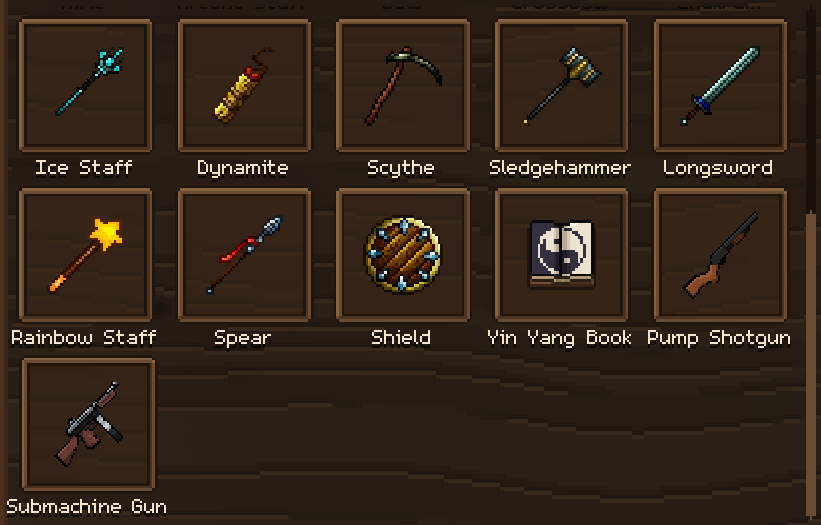 Ice Staff
Dynamite
Scythe
Sledgehammer
Longsword
Rainbow Staff
Spear
Shield
Yin Yang Book
Pump Shotgun
Submachine Gun